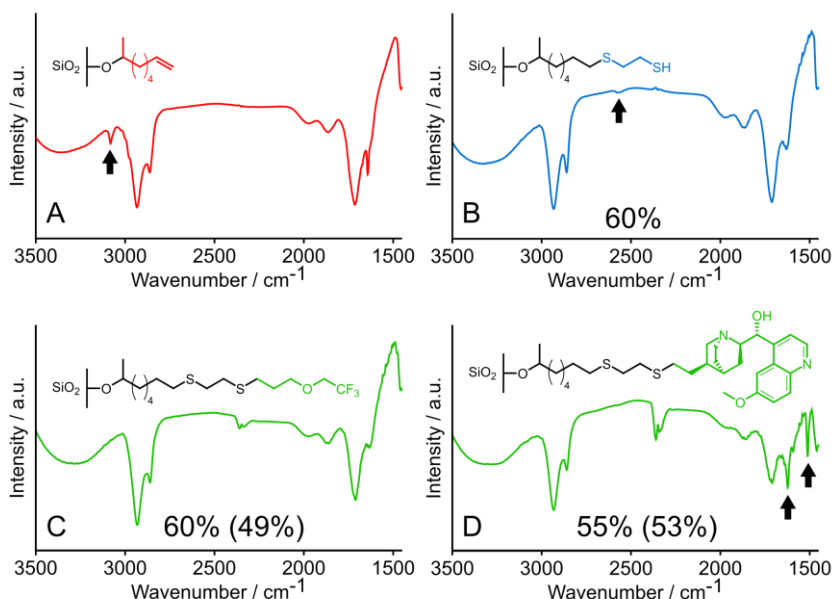 SiO2
O
4
Intensity / a.u.
A
3500 3000 2500 2000 1500
Wavenumber / cm-1
SiO2
O
4
S
SH
Intensity / a.u.
B
60%
3500 3000 2500 2000 1500
Wavenumber / cm-1
SiO2
O
4
S
S
O
CF3
Intensity / a.u.
C
60% (49%)
3500 3000 2500 2000 1500
Wavenumber / cm-1
OH
N
SiO2
O
4
S
S
N
O
Intensity / a.u.
D
55% (53%)
3500 3000 2500 2000 1500
Wavenumber / cm-1